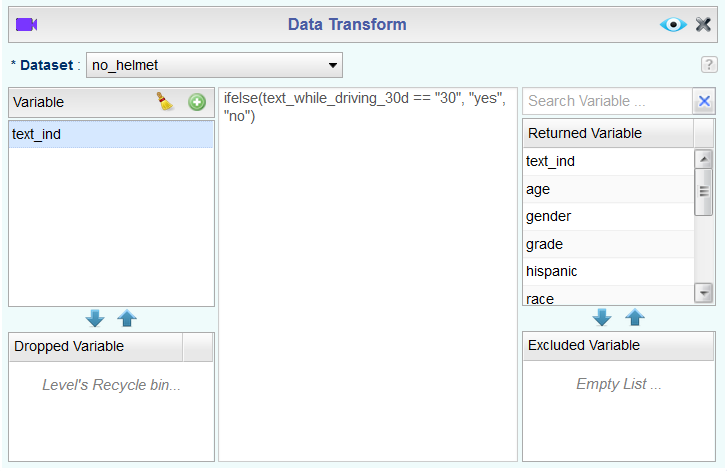 Data Transform
* Dataset :
no_helmet
?
Variable
text_ind
ifelse(text_while_driving_30d == "30", "yes",
"no")
Search Variable ...
Returned Variable
text_ind
age
gender
grade
hispanic
race
Dropped Variable
Level's Recycle bin...
Excluded Variable
Empty List ...